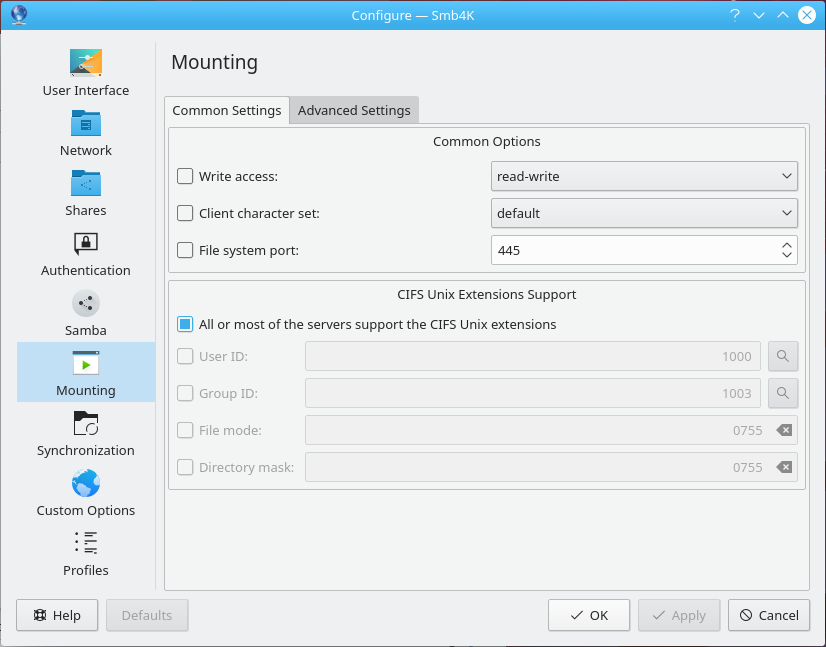 Configure — Smb4K
User Interface
Network
Shares
Authentication
Samba
Mounting
Synchronization
Custom Options
Profiles
Mounting
Common Settings Advanced Settings
Common Options
Write access: read-write
Client character set: default
File system port: 445
CIFS Unix Extensions Support
All or most of the servers support the CIFS Unix extensions
User ID: 1000
Group ID: 1003
File mode: 0755
Directory mask: 0755
Help Defaults OK Apply Cancel